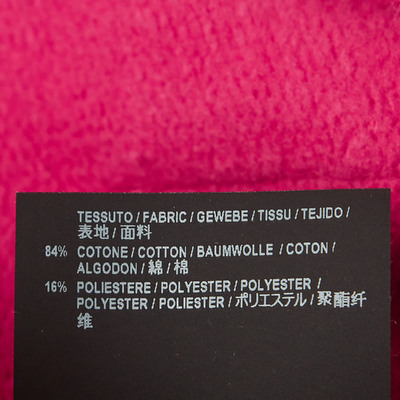 TESSUTO / FABRIC / GEWEBE / TISSU / TEJIDO /
表地 / 面料
84% COTONE / COTTON / BAUMWOLLE / COTON /
ALGODON / 綿 / 棉
16% POLIESTERE / POLYESTER / POLYESTER /
POLYESTER / POLIESTER / ポリエステル / 聚酯纤
维